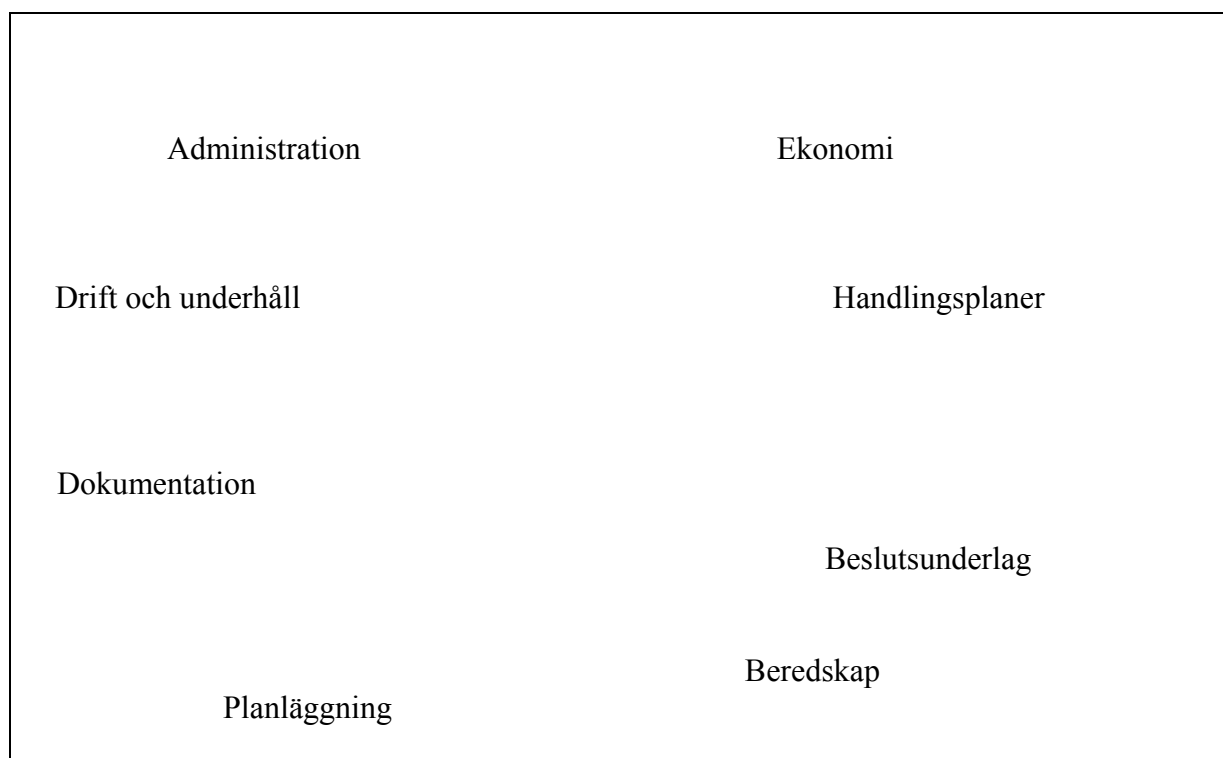 Administration
Ekonomi
Drift och underhåll
Handlingsplaner
Dokumentation
Beslutsunderlag
Beredskap
Planläggning